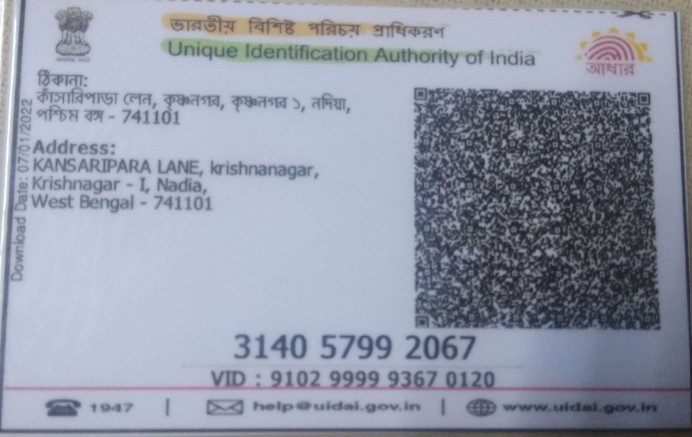 ভারতীয় বিশিষ্ট পরিচয় প্রাধিকরণ
Unique Identification Authority of India
আধার
ঠিকানা:
কাঁসারিপাড়া লেন, কৃষ্ণনগর, কৃষ্ণনগর ১, নদিয়া,
পশ্চিম বঙ্গ - 741101
Address:
KANSARIPARA LANE, krishnanagar,
Krishnagar - I, Nadia,
West Bengal - 741101
Download Date: 07/01/2022
3140 5799 2067
VID : 9102 9999 9367 0120
1947 | help@uidai.gov.in | www.uidai.gov.in